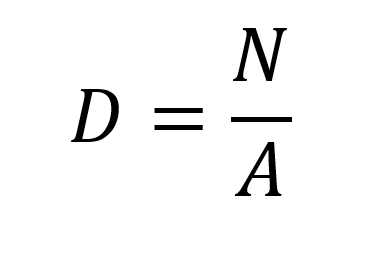 D = N/A